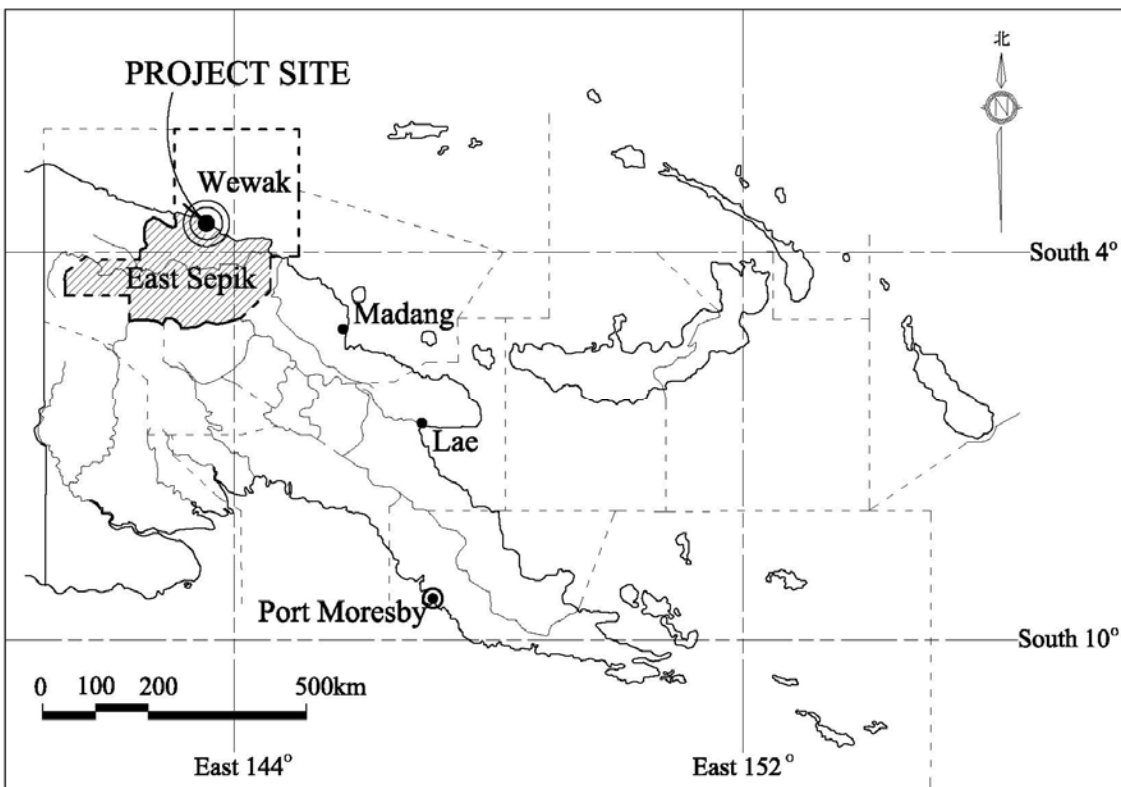 北
N
PROJECT SITE
Wewak
South 4°
East Sepik
Madang
Lae
Port Moresby
South 10°
0 100 200 500km
East 144°
East 152°